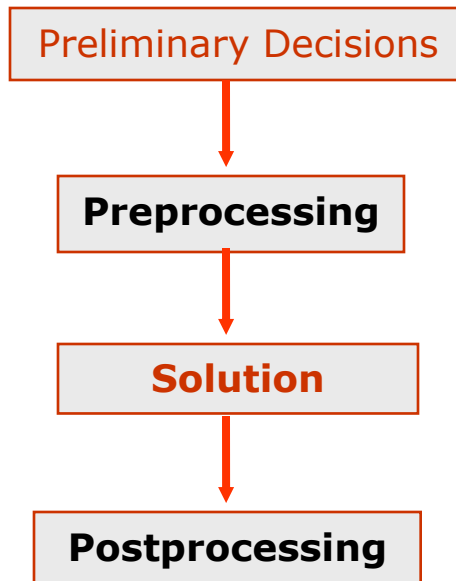 Preliminary Decisions
Preprocessing
Solution
Postprocessing